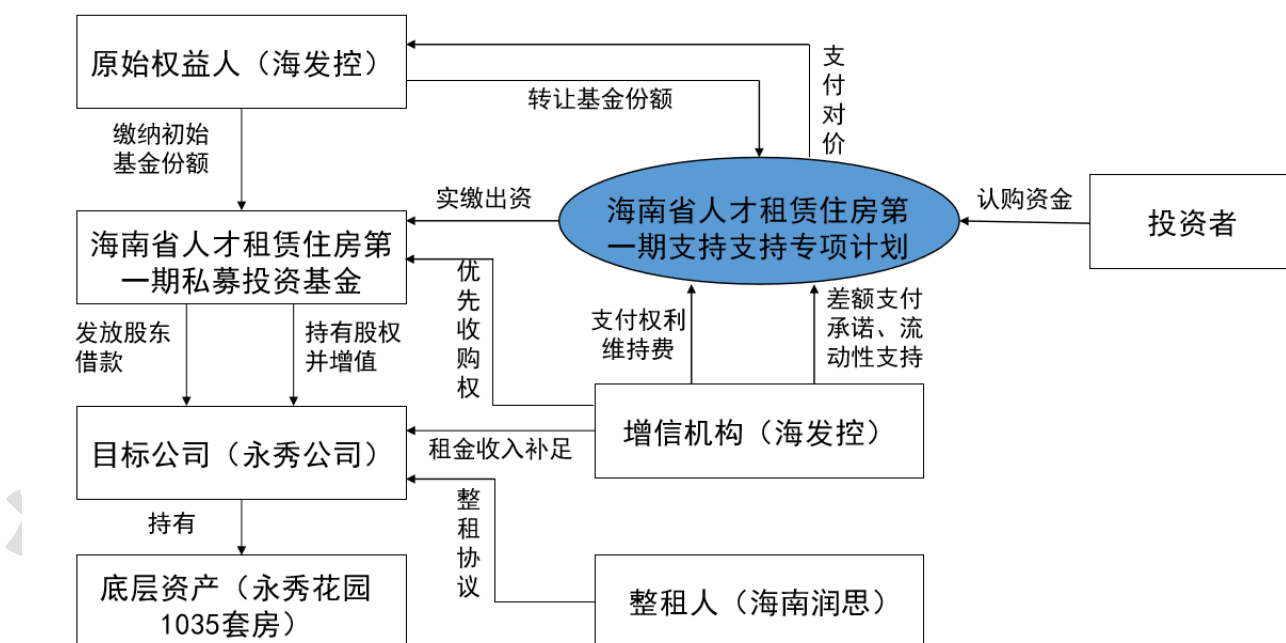 原始权益人（海发控）
支
付
对
价
转让基金份额
缴纳初始
基金份额
实缴出资
海南省人才租赁住房第
一期支持支持专项计划
认购资金
投资者
海南省人才租赁住房第
一期私募投资基金
优
先
收
购
权
发放股东
借款
持有股权
并增值
支付权利
维持费
差额支付
承诺、流
动性支持
目标公司（永秀公司）
租金收入补足
增信机构（海发控）
持有
整
租
协
议
底层资产（永秀花园
1035套房）
整租人（海南润思）